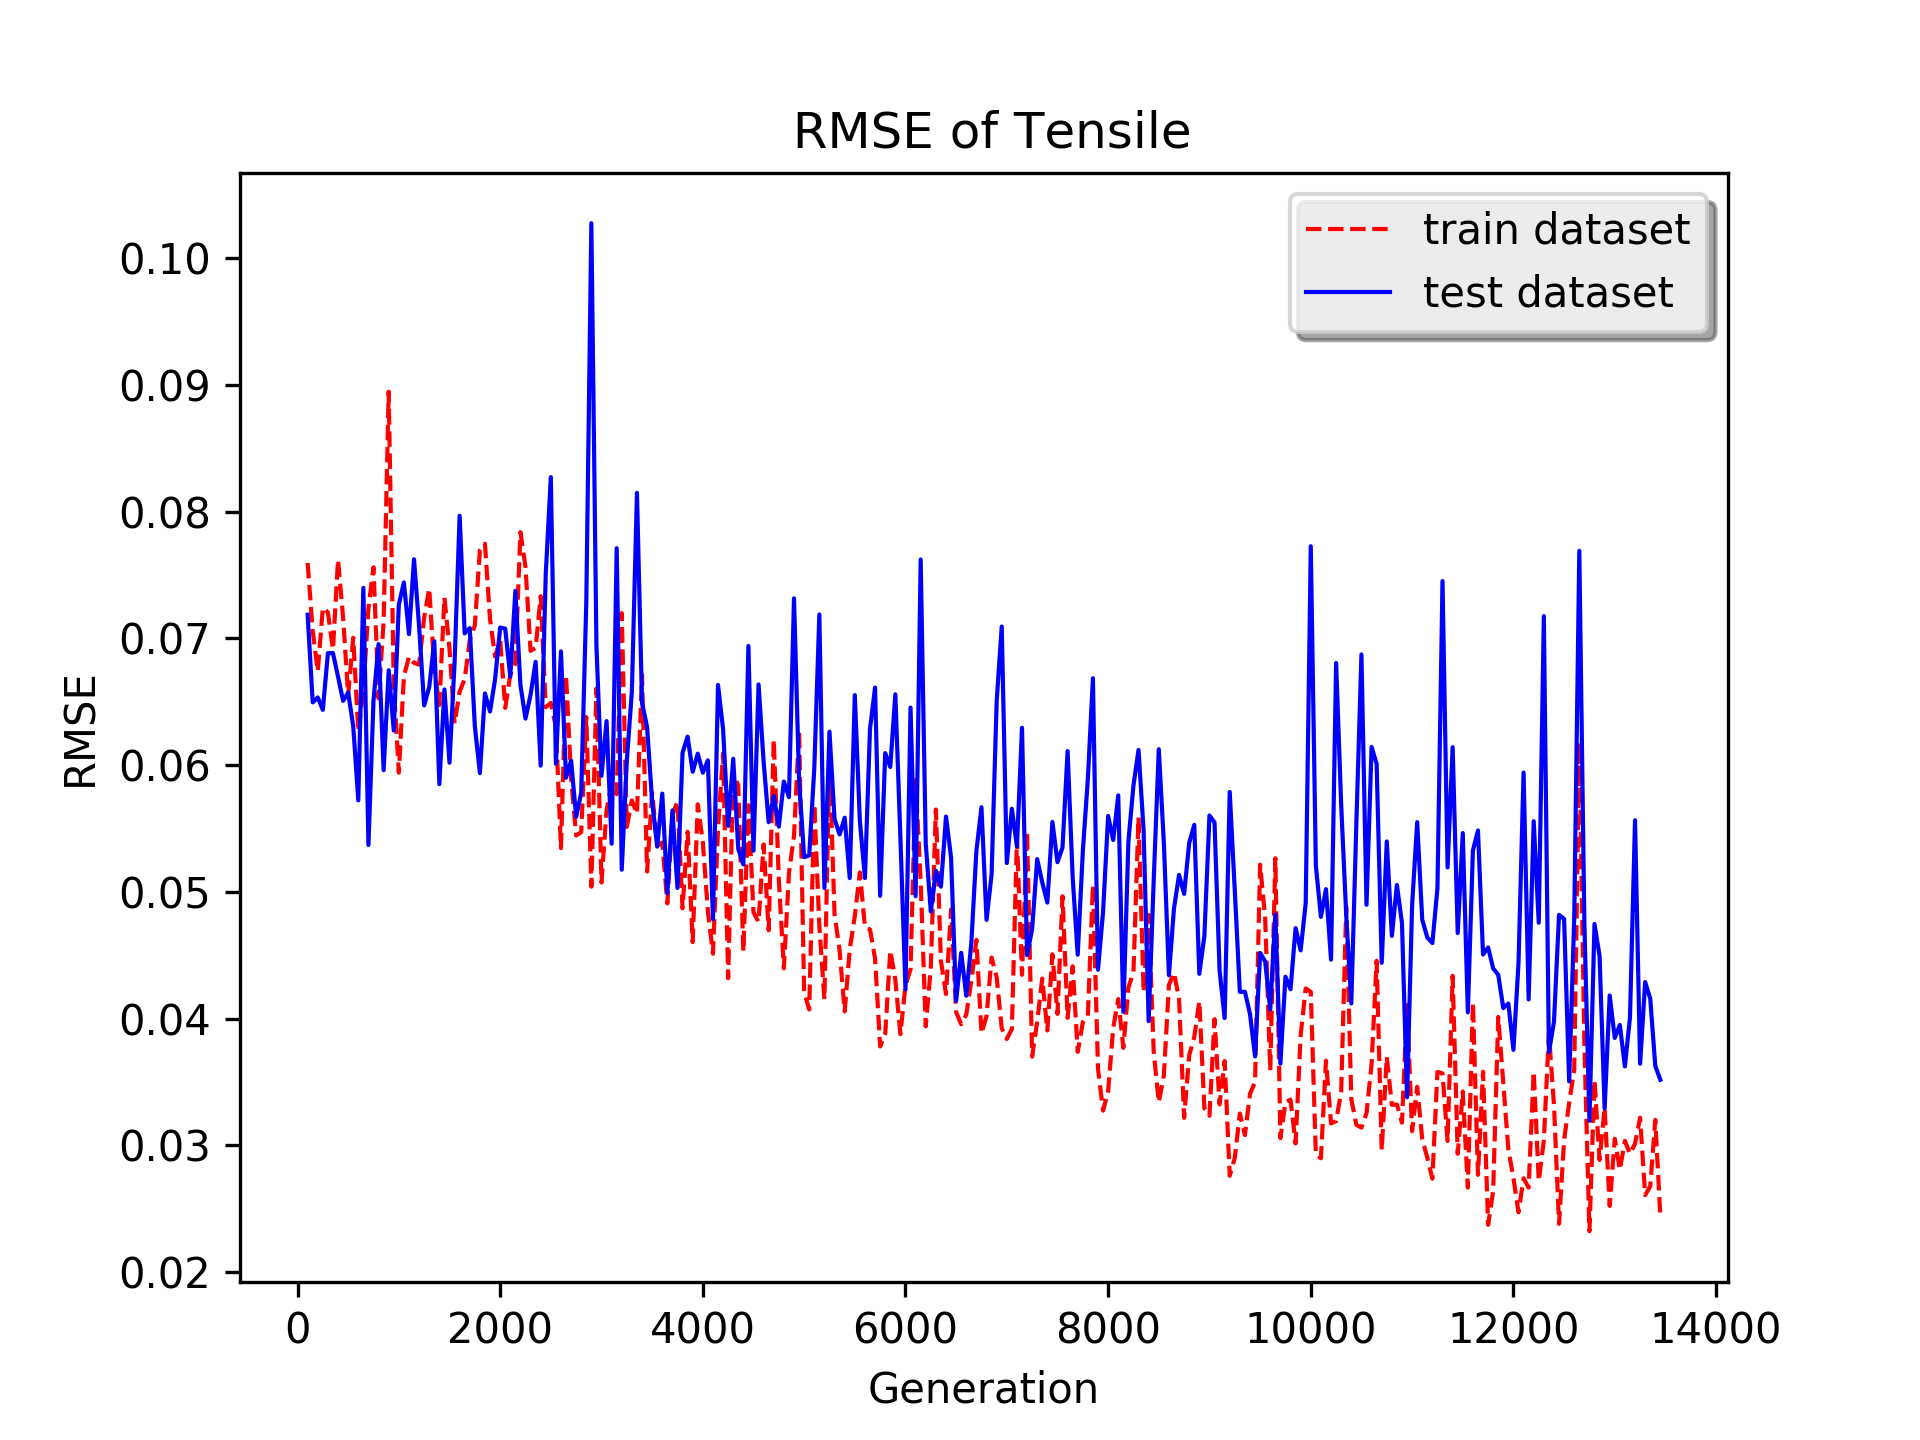 RMSE of Tensile
train dataset
test dataset
0.10
0.09
0.08
0.07
0.06
0.05
0.04
0.03
0.02
RMSE
0 2000 4000 6000 8000 10000 12000 14000
Generation